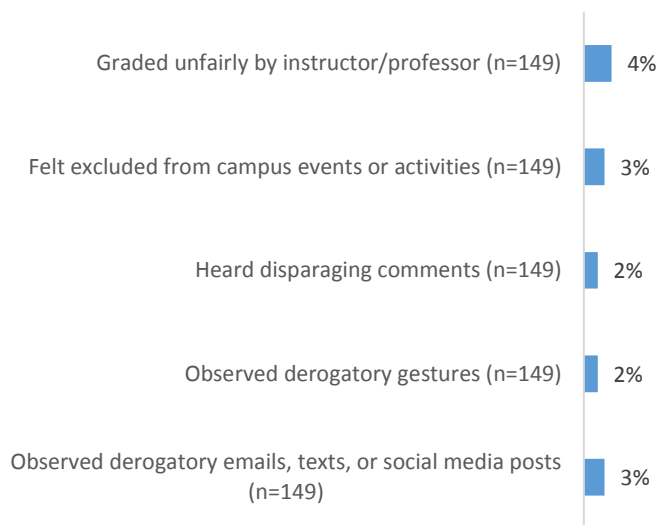 Graded unfairly by instructor/professor (n=149)
4%
Felt excluded from campus events or activities (n=149)
3%
Heard disparaging comments (n=149)
2%
Observed derogatory gestures (n=149)
2%
Observed derogatory emails, texts, or social media posts
(n=149)
3%